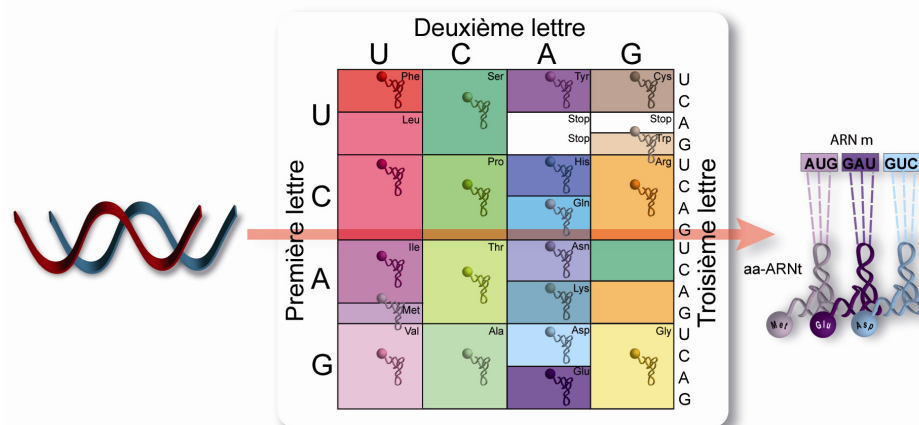 Deuxième lettre
U C A G
Première lettre
U
C
A
G
Phe Ser Tyr Cys
Leu Stop Stop
Stop Trp
Pro His Arg
Gln
Ile Thr Asn
Lys
Met
Val Ala Asp Gly
Glu
U
C
A
G
U
C
A
G
U
C
A
G
U
C
A
G
Troisième lettre
ARN m
AUG GAU GUC
aa-ARNt
Met Glu Asp